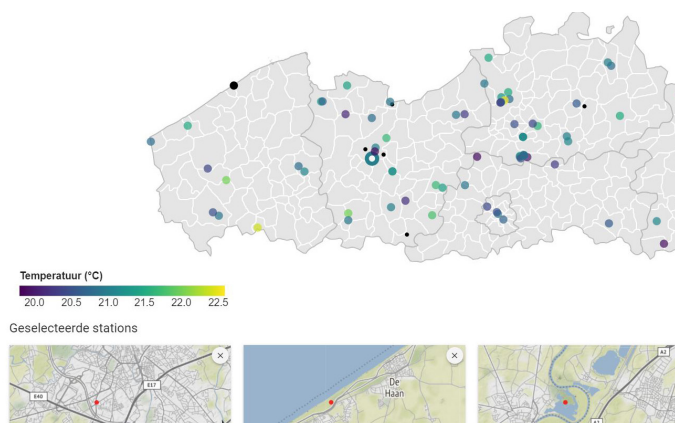 Temperatuur (°C)
20.0 20.5 21.0 21.5 22.0 22.5
Geselecteerde stations
E40
E17
De
Haan
A2